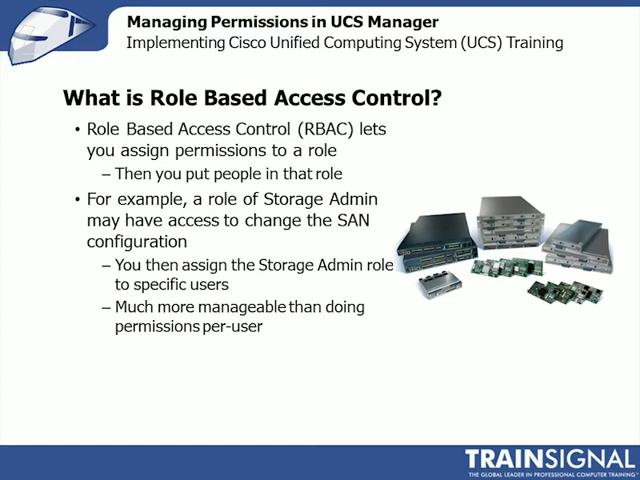 Managing Permissions in UCS Manager
Implementing Cisco Unified Computing System (UCS) Training
What is Role Based Access Control?
• Role Based Access Control (RBAC) lets
you assign permissions to a role
– Then you put people in that role
• For example, a role of Storage Admin
may have access to change the SAN
configuration
– You then assign the Storage Admin role
to specific users
– Much more manageable than doing
permissions per-user
TRAINSIGNAL
THE GLOBAL LEADER IN PROFESSIONAL COMPUTER TRAINING™